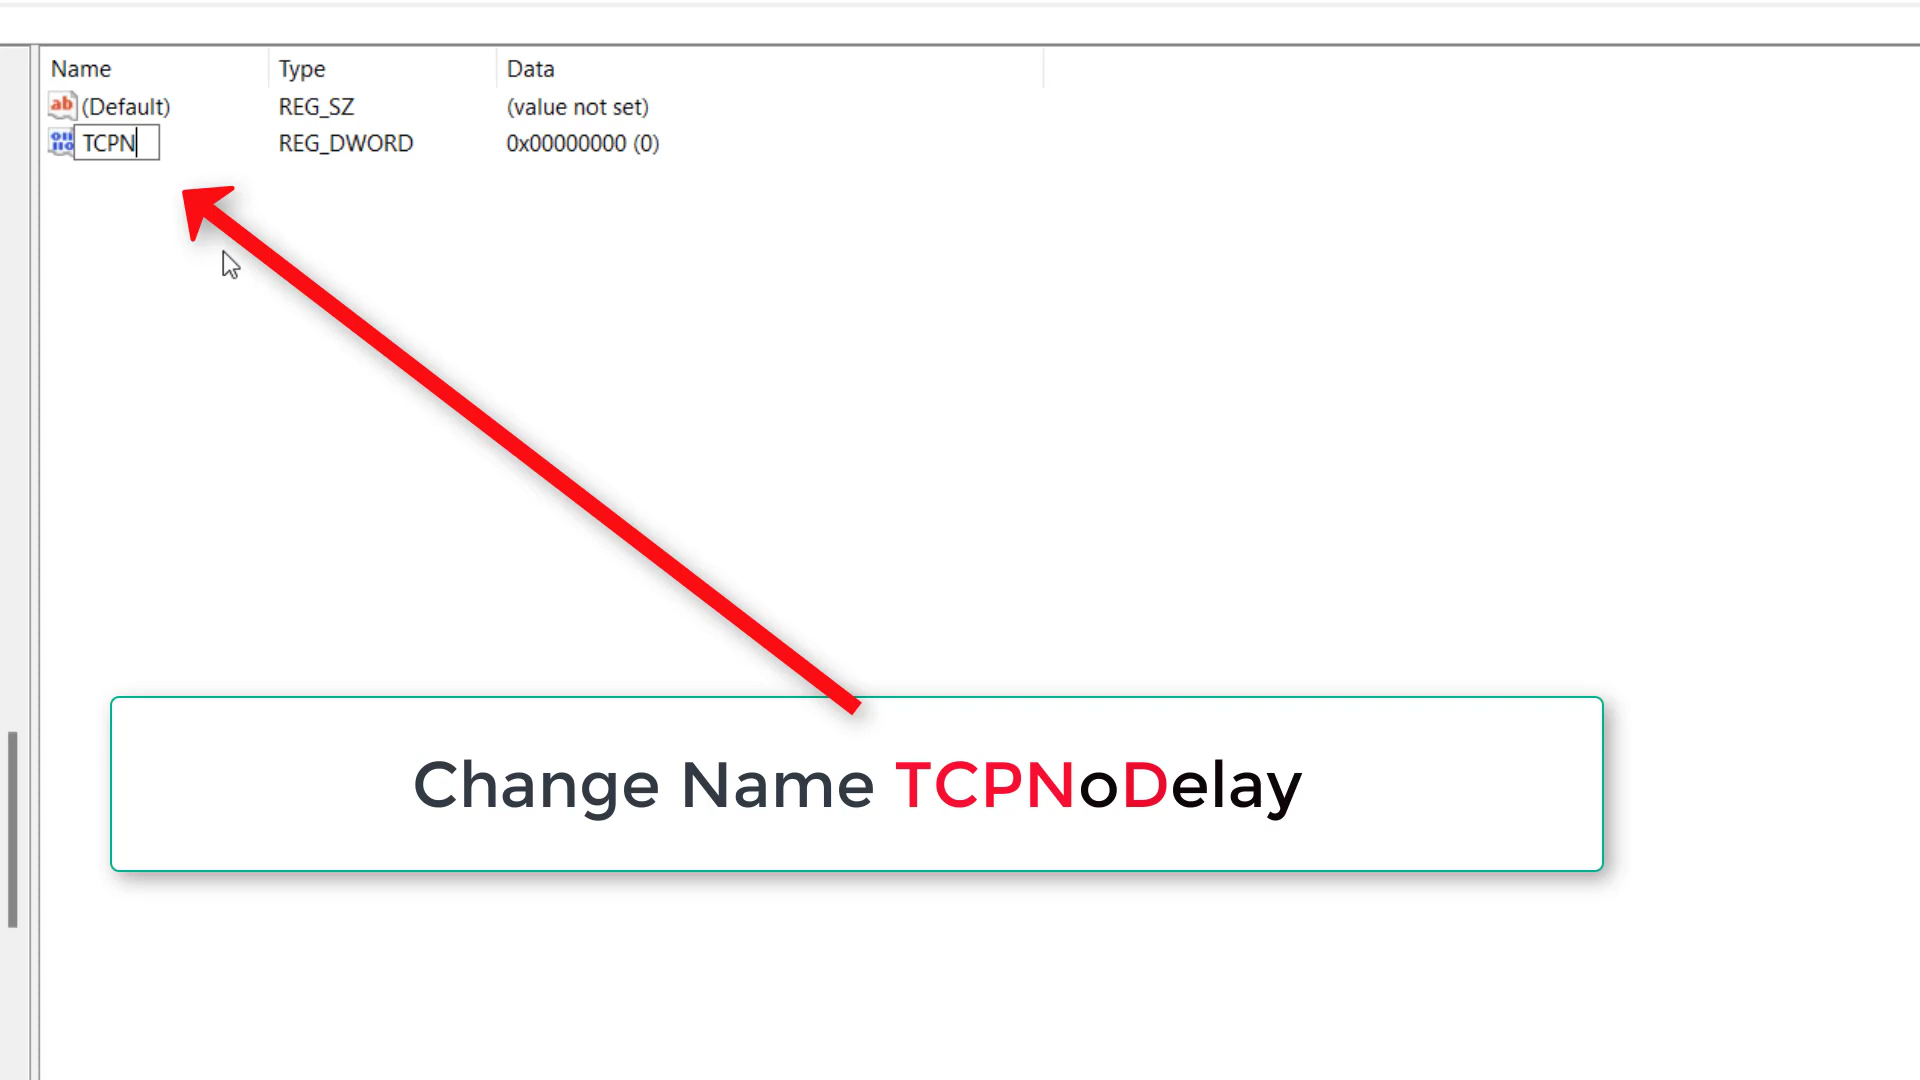 Name Type Data
(Default) REG_SZ (value not set)
TCPN REG_DWORD 0x00000000 (0)
Change Name TCPNoDelay